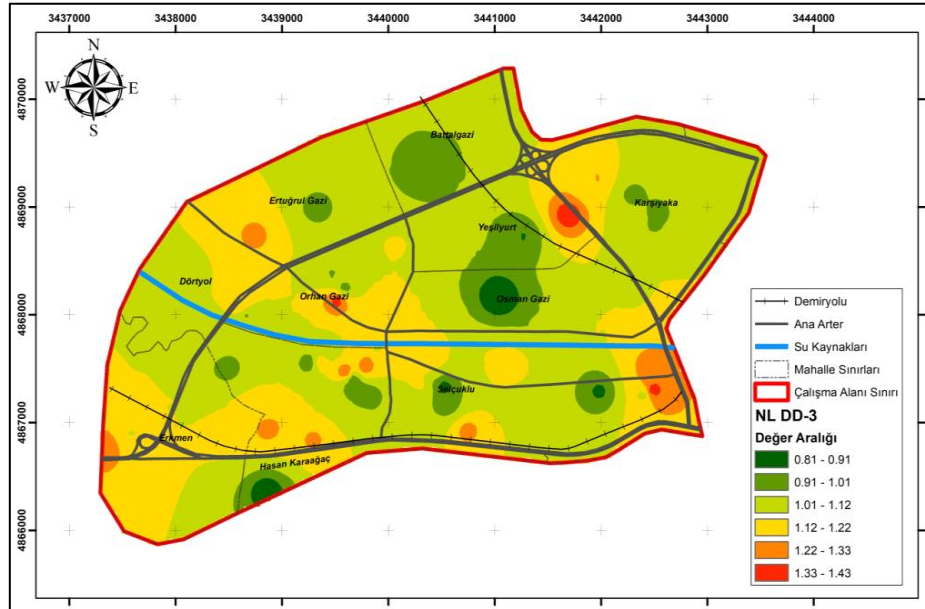 3437000 3438000 3439000 3440000 3441000 3442000 3443000 3444000
N
W E
S
4870000
4869000
4868000
4867000
4866000
Battalgazi
Ertuğrul Gazi
Karşıyaka
Yeşilyurt
Dörtyol
Orhan Gazi
Osman Gazi
Selçuklu
Erkmen
Hasan Karaağaç
Demiryolu
Ana Arter
Su Kaynakları
Mahalle Sınırları
Çalışma Alanı Sınırı
NL DD-3
Değer Aralığı
0.81 - 0.91
0.91 - 1.01
1.01 - 1.12
1.12 - 1.22
1.22 - 1.33
1.33 - 1.43